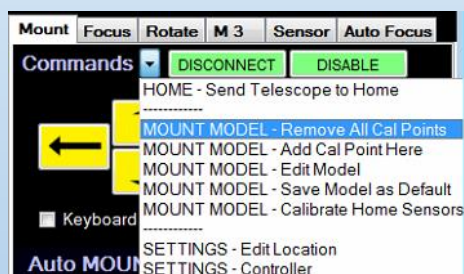 Mount Focus Rotate M 3 Sensor Auto Focus
Commands DISCONNECT DISABLE
HOME - Send Telescope to Home
------------
MOUNT MODEL - Remove All Cal Points
MOUNT MODEL - Add Cal Point Here
MOUNT MODEL - Edit Model
MOUNT MODEL - Save Model as Default
MOUNT MODEL - Calibrate Home Sensors
------------
Keyboard
SETTINGS - Edit Location
Auto MOUN
SETTINGS - Controller